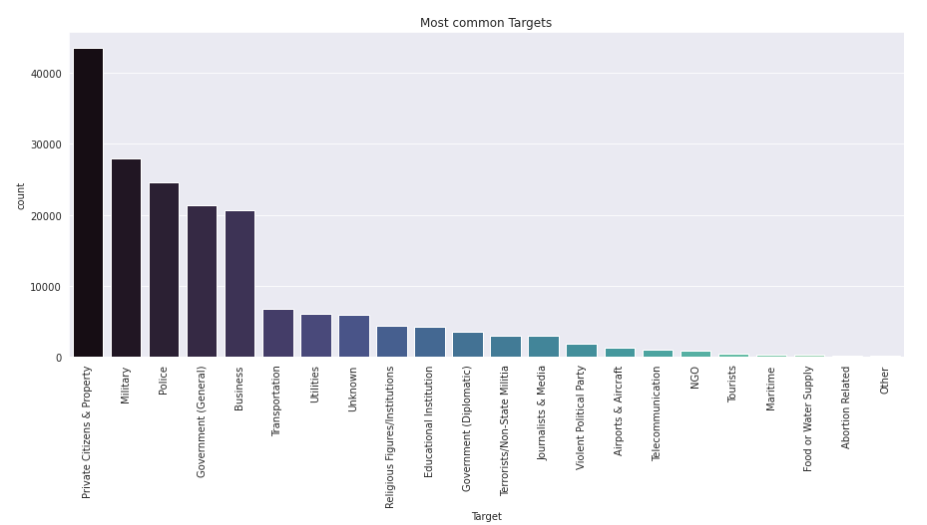 Most common Targets
40000
30000
20000
10000
0
count
Private Citizens & Property
Military
Police
Government (General)
Business
Transportation
Utilities
Unknown
Religious Figures/Institutions
Educational Institution
Government (Diplomatic)
Terrorists/Non-State Militia
Journalists & Media
Violent Political Party
Airports & Aircraft
Telecommunication
NGO
Tourists
Maritime
Food or Water Supply
Abortion Related
Other
Target